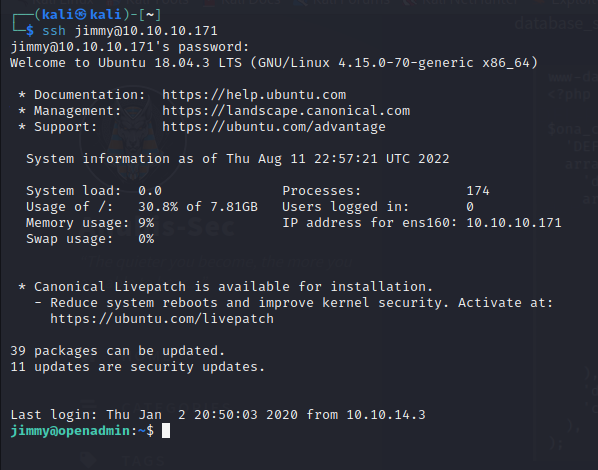 ┌──(kali㉿kali)-[~]
└─$ ssh jimmy@10.10.10.171
jimmy@10.10.10.171's password:
Welcome to Ubuntu 18.04.3 LTS (GNU/Linux 4.15.0-70-generic x86_64)
* Documentation:  https://help.ubuntu.com
* Management:     https://landscape.canonical.com
* Support:        https://ubuntu.com/advantage
System information as of Thu Aug 11 22:57:21 UTC 2022
System load:  0.0               Processes:             174
Usage of /:   30.8% of 7.81GB   Users logged in:       0
Memory usage: 9%                IP address for ens160: 10.10.10.171
Swap usage:   0%
* Canonical Livepatch is available for installation.
- Reduce system reboots and improve kernel security. Activate at:
https://ubuntu.com/livepatch
39 packages can be updated.
11 updates are security updates.
Last login: Thu Jan  2 20:50:03 2020 from 10.10.14.3
jimmy@openadmin:~$